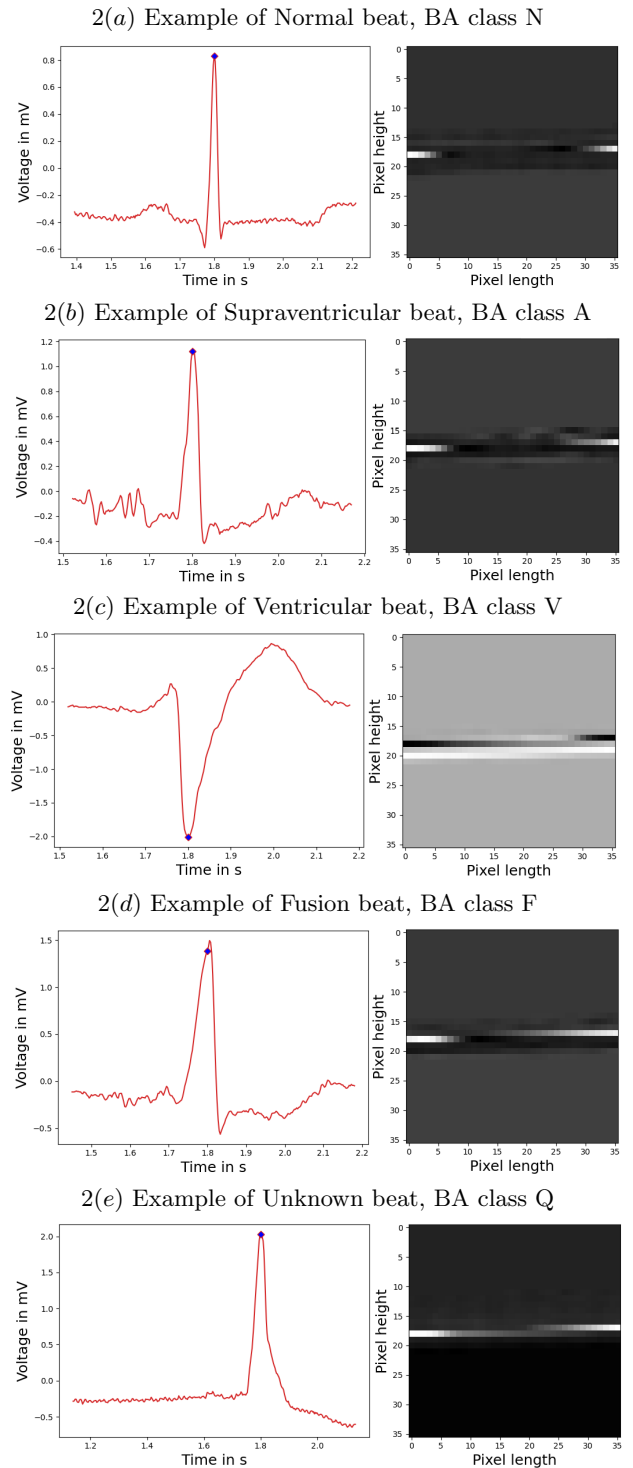 2(a) Example of Normal beat, BA class N
0.8
0.6
0.4
0.2
0.0
−0.2
−0.4
−0.6
Voltage in mV
1.4 1.5 1.6 1.7 1.8 1.9 2.0 2.1 2.2
Time in s
0
5
10
15
20
25
30
35
Pixel height
0 5 10 15 20 25 30 35
Pixel length
2(b) Example of Supraventricular beat, BA class A
1.2
1.0
0.8
0.6
0.4
0.2
0.0
−0.2
−0.4
Voltage in mV
1.5 1.6 1.7 1.8 1.9 2.0 2.1 2.2
Time in s
0
5
10
15
20
25
30
35
Pixel height
0 5 10 15 20 25 30 35
Pixel length
2(c) Example of Ventricular beat, BA class V
1.0
0.5
0.0
−0.5
−1.0
−1.5
−2.0
Voltage in mV
1.5 1.6 1.7 1.8 1.9 2.0 2.1 2.2
Time in s
0
5
10
15
20
25
30
35
Pixel height
0 5 10 15 20 25 30 35
Pixel length
2(d) Example of Fusion beat, BA class F
1.5
1.0
0.5
0.0
−0.5
Voltage in mV
1.5 1.6 1.7 1.8 1.9 2.0 2.1 2.2
Time in s
0
5
10
15
20
25
30
35
Pixel height
0 5 10 15 20 25 30 35
Pixel length
2(e) Example of Unknown beat, BA class Q
2.0
1.5
1.0
0.5
0.0
−0.5
Voltage in mV
1.2 1.4 1.6 1.8 2.0
Time in s
0
5
10
15
20
25
30
35
Pixel height
0 5 10 15 20 25 30 35
Pixel length